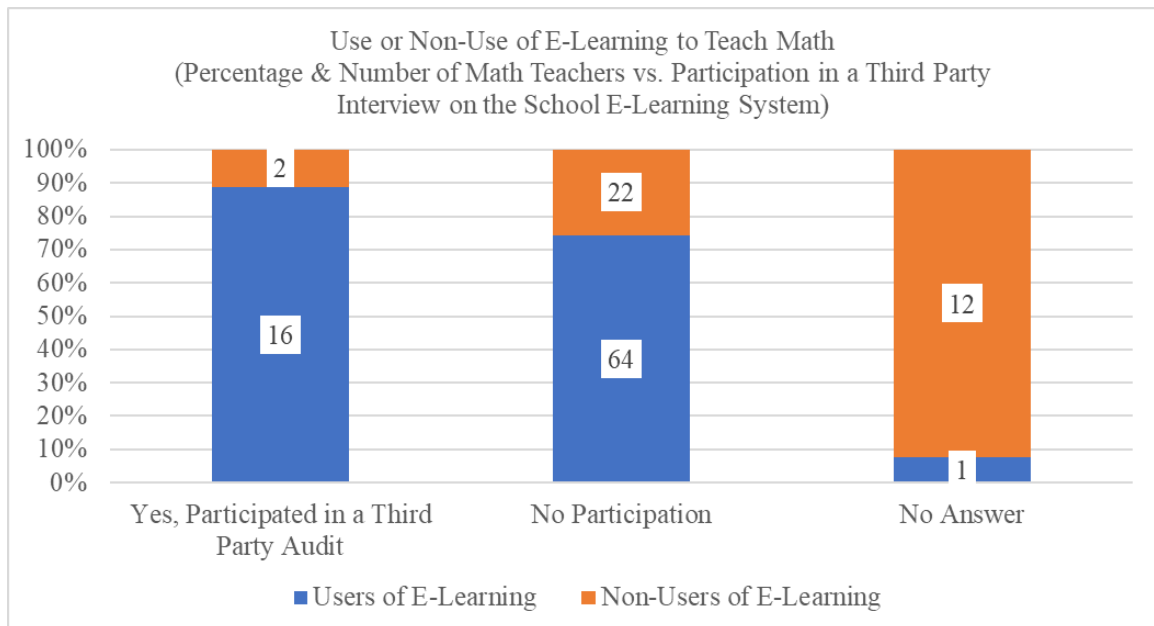 Use or Non-Use of E-Learning to Teach Math
(Percentage & Number of Math Teachers vs. Participation in a Third Party
Interview on the School E-Learning System)
100%
90%
80%
70%
60%
50%
40%
30%
20%
10%
0%
2
16
22
64
12
1
Yes, Participated in a Third
Party Audit
No Participation
No Answer
Users of E-Learning
Non-Users of E-Learning